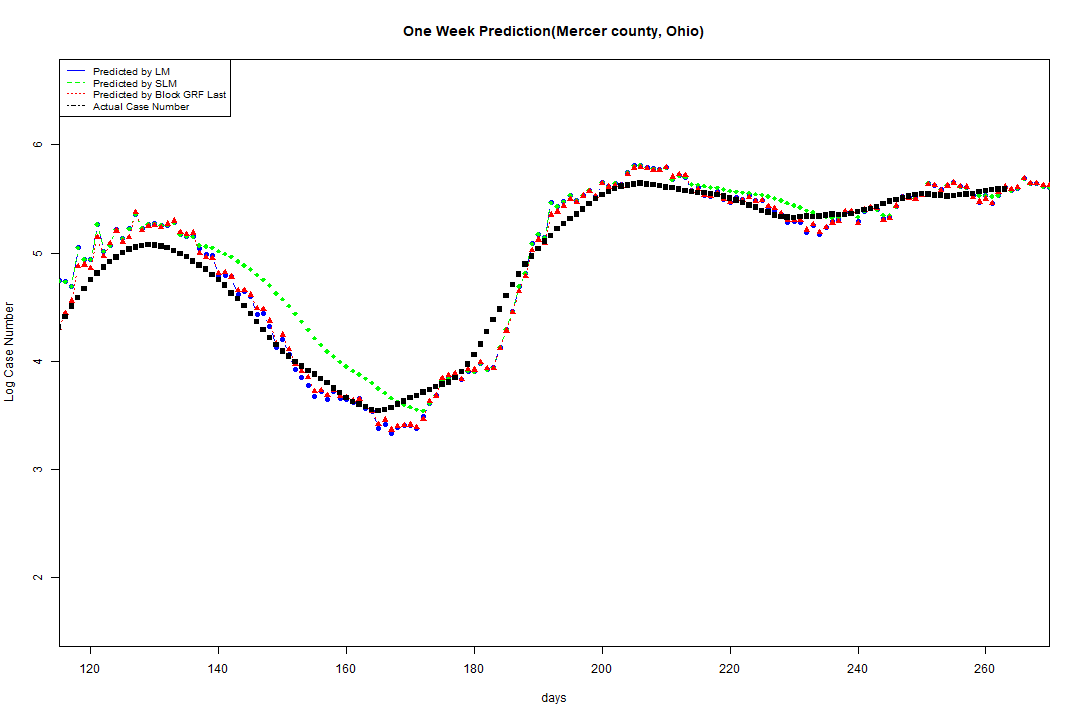 One Week Prediction(Mercer county, Ohio)
Predicted by LM
Predicted by SLM
Predicted by Block GRF Last
Actual Case Number
6
5
4
3
2
Log Case Number
120 140 160 180 200 220 240 260
days